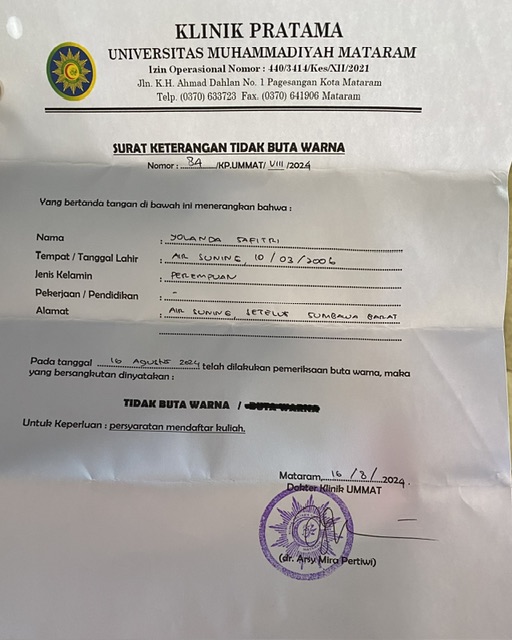 KLINIK PRATAMA
UNIVERSITAS MUHAMMADIYAH MATARAM
Izin Operasional Nomor : 440/3414/Kes/XII/2021
Jln. K.H. Ahmad Dahlan No. 1 Pagesangan Kota Mataram
Telp. (0370) 633723 Fax. (0370) 641906 Mataram
SURAT KETERANGAN TIDAK BUTA WARNA
Nomor : 84 /KP.UMMAT/ VIII /2024
Yang bertanda tangan di bawah ini menerangkan bahwa :
Nama : YOLANDA SAFITRI
Tempat / Tanggal Lahir : AIR SUNING, 10 / 03 / 2006
Jenis Kelamin : PEREMPUAN
Pekerjaan / Pendidikan : -
Alamat : AIR SUNING, SETELUK SUMBAWA BARAT
Pada tanggal 16 AGUSTUS 2024 telah dilakukan pemeriksaan buta warna, maka
yang bersangkutan dinyatakan :
TIDAK BUTA WARNA / BUTA WARNA
Untuk Keperluan : persyaratan mendaftar kuliah.
Mataram, 16 / 8 / 2024.
Dokter Klinik UMMAT
(dr. Arsy Mira Pertiwi)